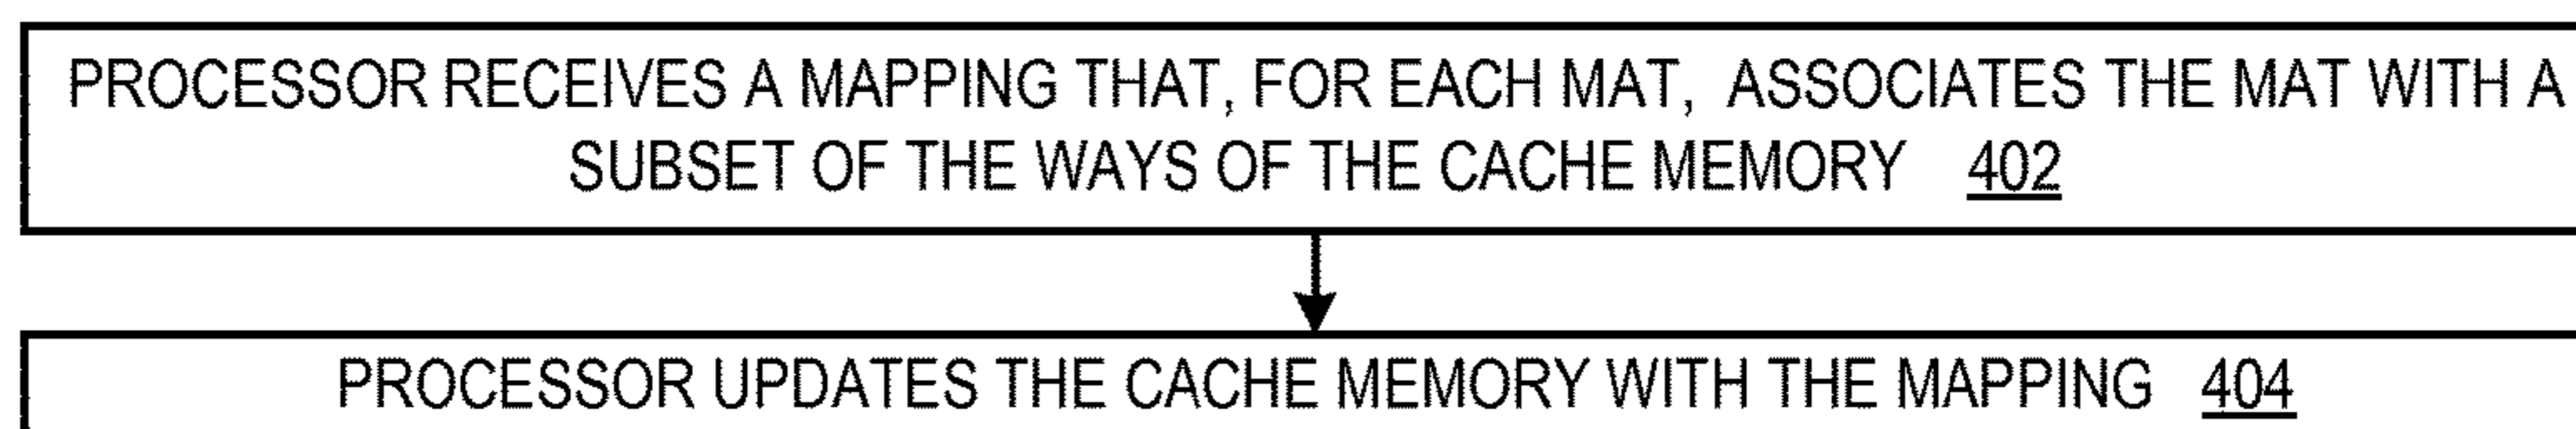 PROCESSOR RECEIVES A MAPPING THAT, FOR EACH MAT, ASSOCIATES THE MAT WITH A
SUBSET OF THE WAYS OF THE CACHE MEMORY 402
PROCESSOR UPDATES THE CACHE MEMORY WITH THE MAPPING 404